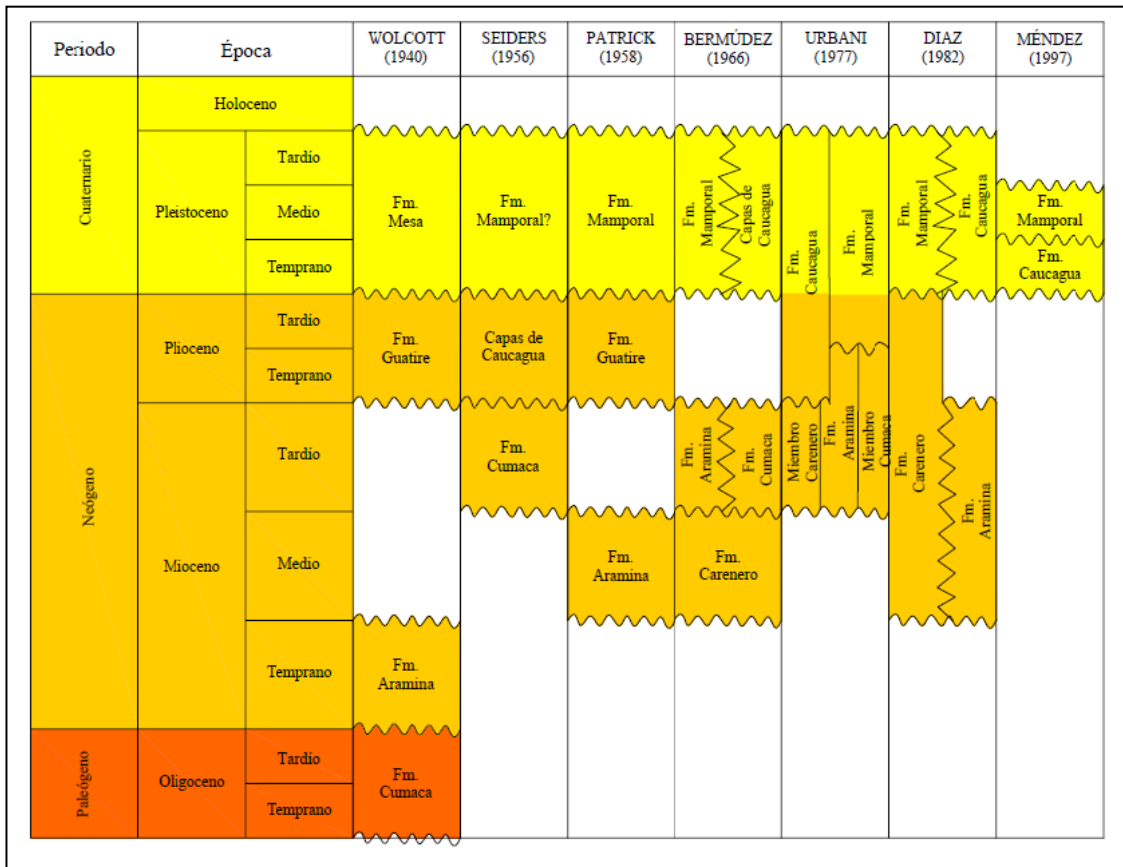 Periodo
Época
WOLCOTT
(1940)
SEIDERS
(1956)
PATRICK
(1958)
BERMÚDEZ
(1966)
URBANI
(1977)
DIAZ
(1982)
MÉNDEZ
(1997)
Cuaternario
Holoceno
Pleistoceno
Tardío
Medio
Temprano
Fm.
Mesa
Fm.
Mamporal?
Fm.
Mamporal
Fm.
Mamporal
Capas de
Caucagua
Fm.
Caucagua
Fm.
Mamporal
Fm.
Mamporal
Fm.
Caucagua
Fm.
Mamporal
Fm.
Caucagua
Neógeno
Plioceno
Tardío
Temprano
Fm.
Guatire
Capas de
Caucagua
Fm.
Guatire
Mioceno
Tardío
Medio
Temprano
Fm.
Cumaca
Fm.
Aramina
Fm.
Cumaca
Miembro
Carenero
Fm.
Aramina
Miembro
Cumaca
Fm.
Carenero
Fm.
Aramina
Fm.
Aramina
Fm.
Carenero
Fm.
Aramina
Paleógeno
Oligoceno
Tardío
Temprano
Fm.
Cumaca